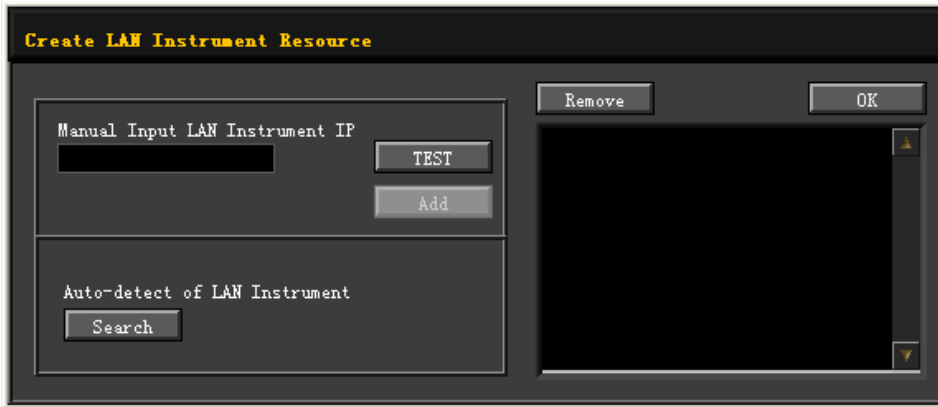 Create LAN Instrument Resource
Manual Input LAN Instrument IP
TEST
Add
Auto-detect of LAN Instrument
Search
Remove
OK